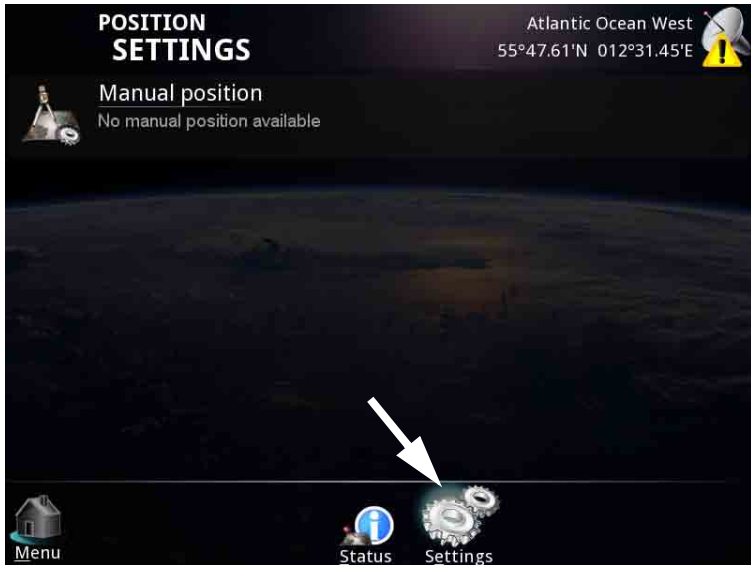 POSITION
SETTINGS
Atlantic Ocean West
55°47.61'N 012°31.45'E
Manual position
No manual position available
Menu
Status
Settings